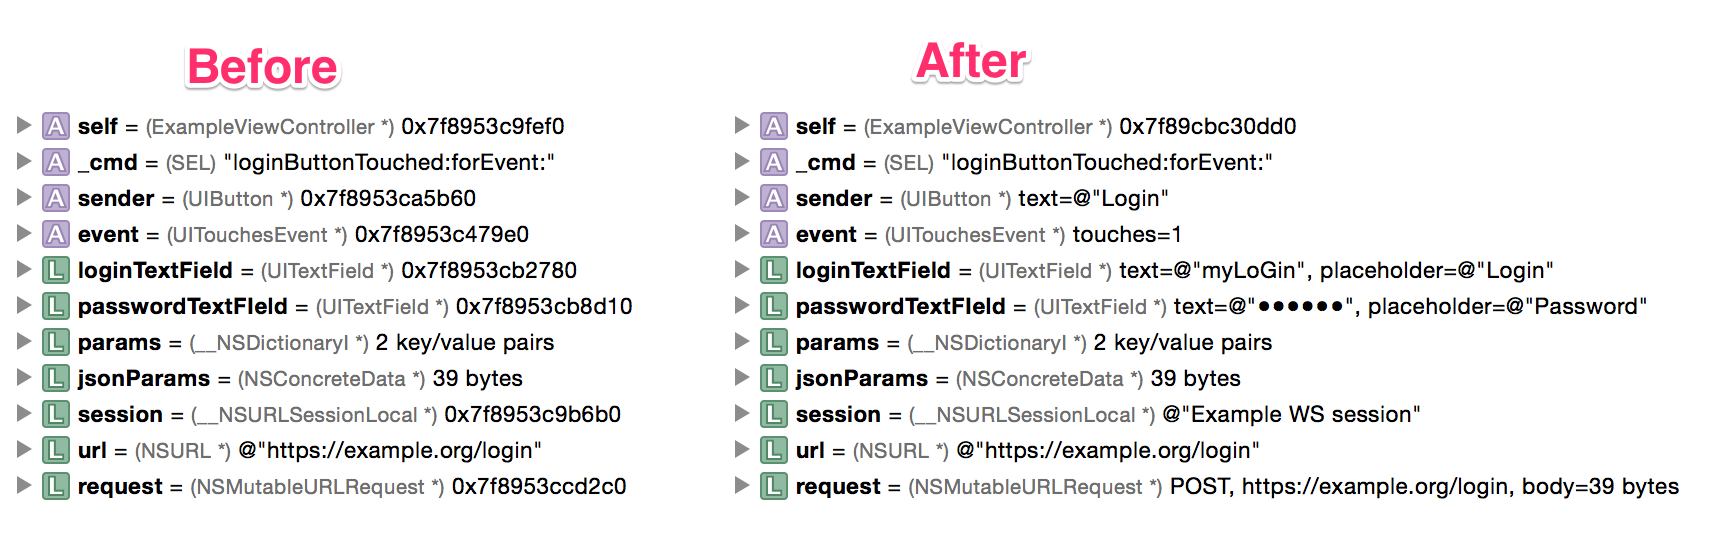 Before
A self = (ExampleViewController *) 0x7f8953c9fef0
A _cmd = (SEL) "loginButtonTouched:forEvent:"
A sender = (UIButton *) 0x7f8953ca5b60
A event = (UITouchesEvent *) 0x7f8953c479e0
L loginTextField = (UITextField *) 0x7f8953cb2780
L passwordTextFIeld = (UITextField *) 0x7f8953cb8d10
L params = (__NSDictionaryI *) 2 key/value pairs
L jsonParams = (NSConcreteData *) 39 bytes
L session = (__NSURLSessionLocal *) 0x7f8953c9b6b0
L url = (NSURL *) @"https://example.org/login"
L request = (NSMutableURLRequest *) 0x7f8953ccd2c0
After
A self = (ExampleViewController *) 0x7f89cbc30dd0
A _cmd = (SEL) "loginButtonTouched:forEvent:"
A sender = (UIButton *) text=@"Login"
A event = (UITouchesEvent *) touches=1
L loginTextField = (UITextField *) text=@"myLoGin", placeholder=@"Login"
L passwordTextFIeld = (UITextField *) text=@"●●●●●●", placeholder=@"Password"
L params = (__NSDictionaryI *) 2 key/value pairs
L jsonParams = (NSConcreteData *) 39 bytes
L session = (__NSURLSessionLocal *) @"Example WS session"
L url = (NSURL *) @"https://example.org/login"
L request = (NSMutableURLRequest *) POST, https://example.org/login, body=39 bytes